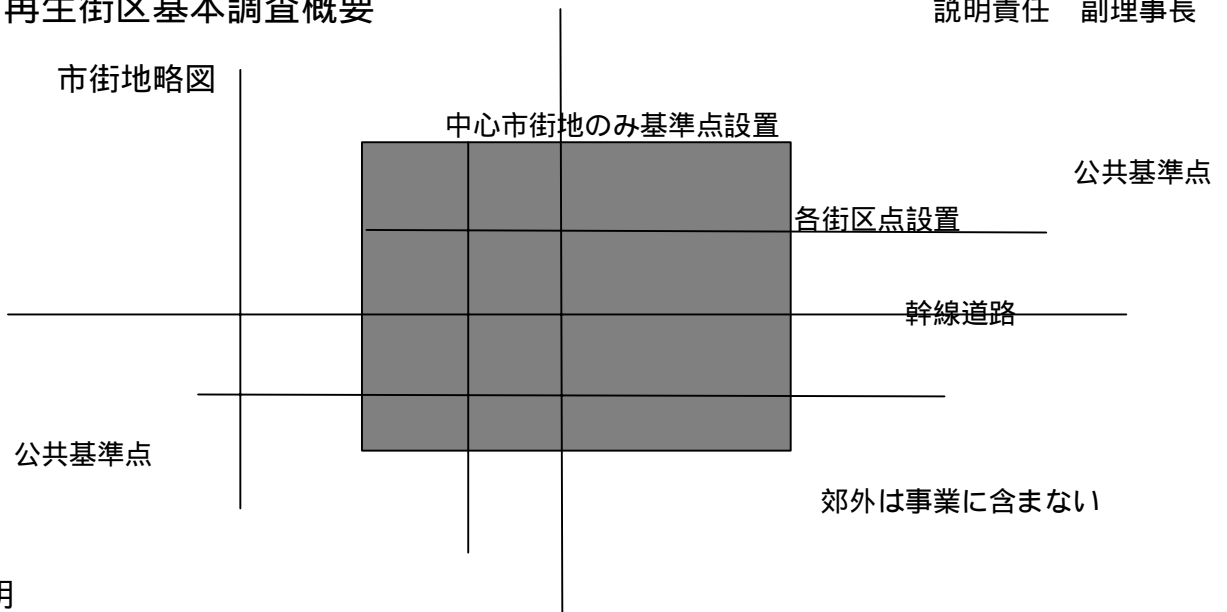 再生街区基本調査概要
説明責任　副理事長
市街地略図
中心市街地のみ基準点設置
公共基準点
各街区点設置
幹線道路
公共基準点
郊外は事業に含まない
明